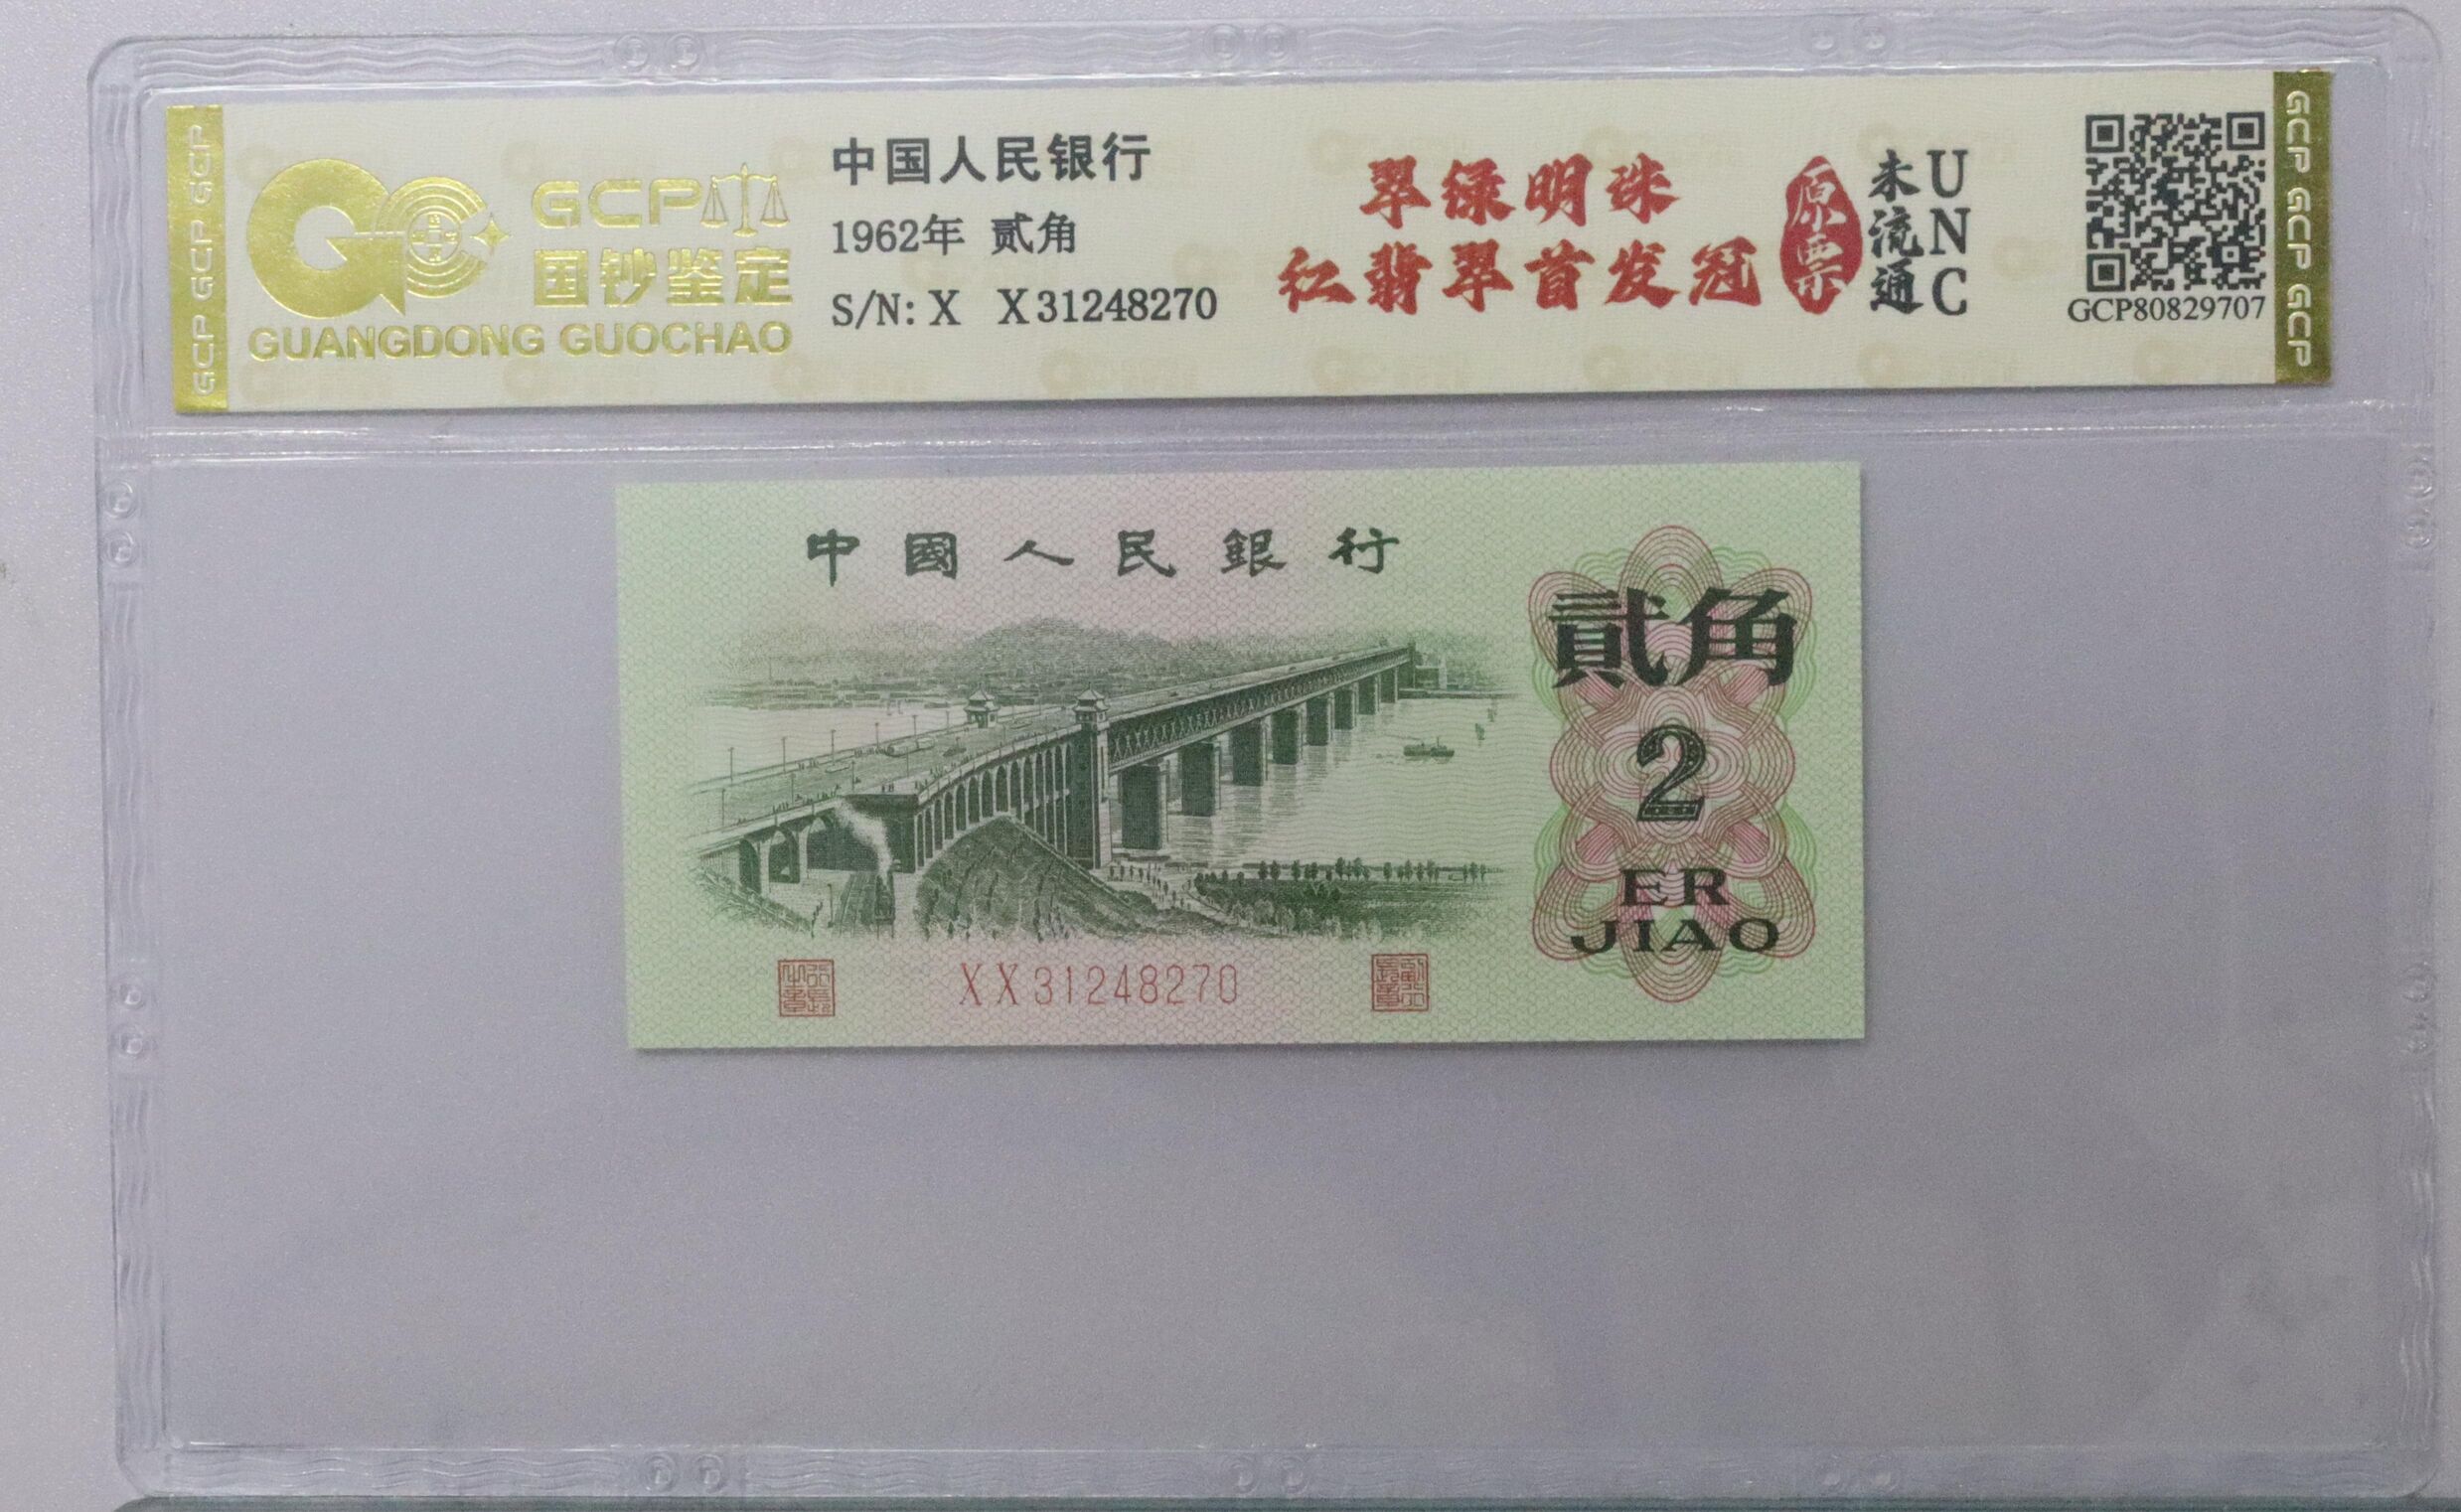 GCP GCP GCP
GCP
国钞鉴定
GUANGDONG GUOCHAO
中国人民银行
1962年 贰角
S/N: X X31248270
翠绿明珠
红翡翠首发冠
原票
未流通
UNC
GCP80829707
GCP GCP GCP
中國人民銀行
貳角
2
ER
JIAO
XX31248270